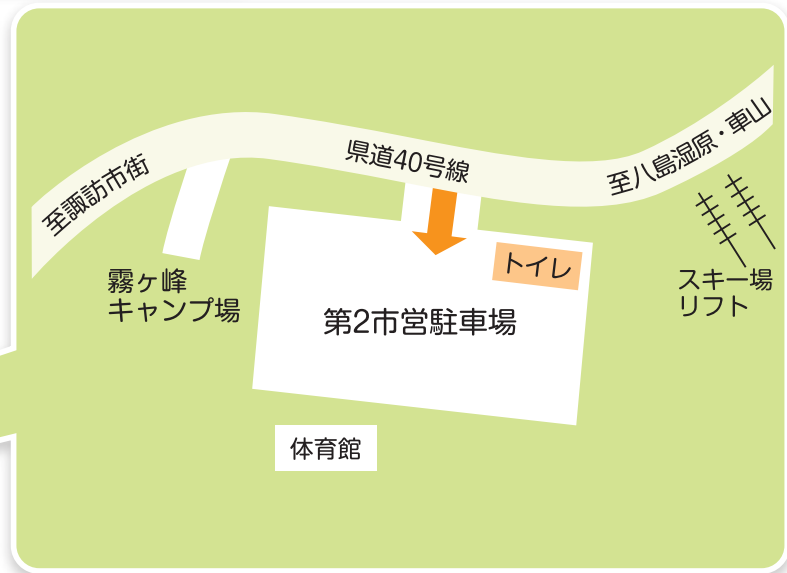 至諏訪市街
県道40号線
至八島湿原・車山
霧ヶ峰
キャンプ場
トイレ
スキー場
リフト
第2市営駐車場
体育館